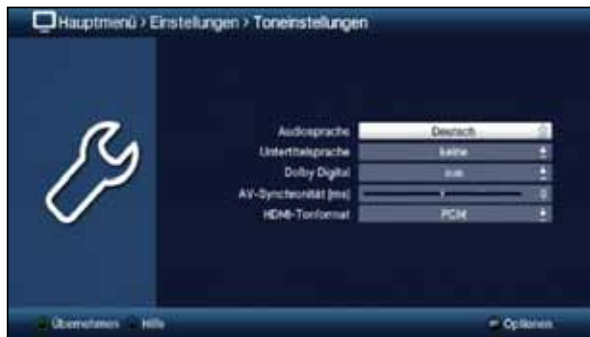 Hauptmenü > Einstellungen > Toneinstellungen
Audiosprache Deutsch
Untertitelsprache keine
Dolby Digital aus
AV-Synchronität [ms] 0
HDMI-Tonformat PCM
Übernehmen Hilfe Optionen